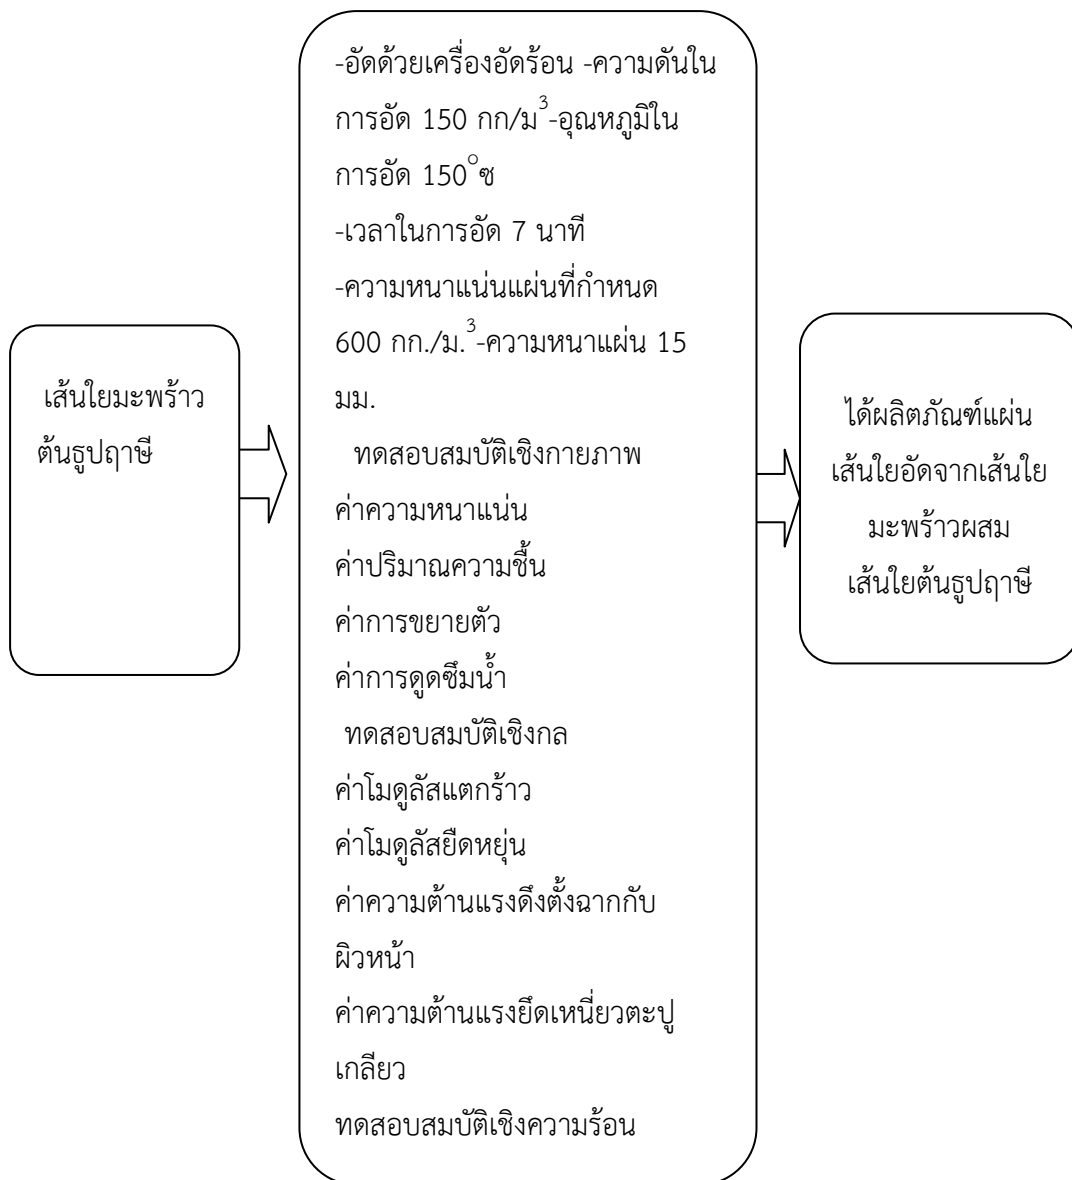 เส้นใยมะพร้าว
ต้นธูปฤาษี
-อัดด้วยเครื่องอัดร้อน -ความดันใน
การอัด 150 กก/ม³-อุณหภูมิใน
การอัด 150°ซ
-เวลาในการอัด 7 นาที
-ความหนาแน่นแผ่นที่กำหนด
600 กก./ม.³-ความหนาแผ่น 15
มม.
ทดสอบสมบัติเชิงกายภาพ
ค่าความหนาแน่น
ค่าปริมาณความชื้น
ค่าการขยายตัว
ค่าการดูดซึมน้ำ
ทดสอบสมบัติเชิงกล
ค่าโมดูลัสแตกร้าว
ค่าโมดูลัสยืดหยุ่น
ค่าความต้านแรงดึงตั้งฉากกับ
ผิวหน้า
ค่าความต้านแรงยึดเหนี่ยวตะปู
เกลียว
ทดสอบสมบัติเชิงความร้อน
ได้ผลิตภัณฑ์แผ่น
เส้นใยอัดจากเส้นใย
มะพร้าวผสม
เส้นใยต้นธูปฤาษี